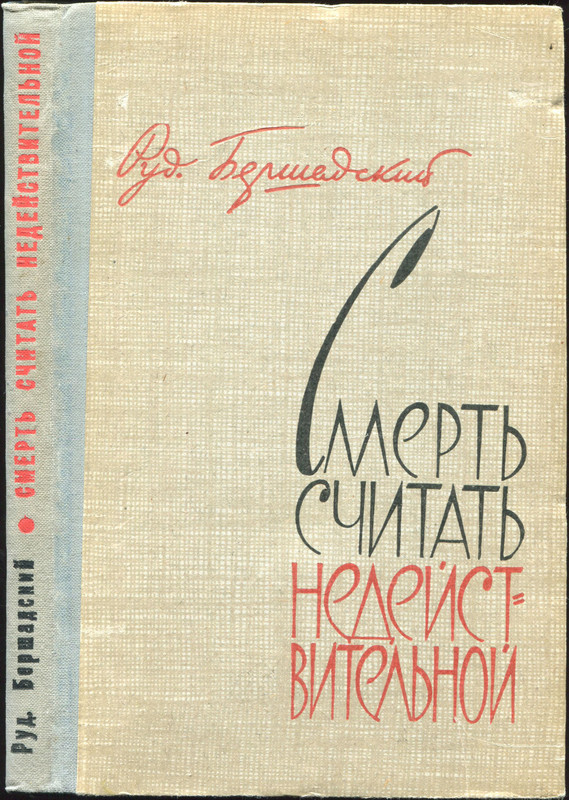 Руд. Бершадский
Смерть
считать
недейст=
вительной
Руд. Бершадский • СМЕРТЬ СЧИТАТЬ НЕДЕЙСТВИТЕЛЬНОЙ